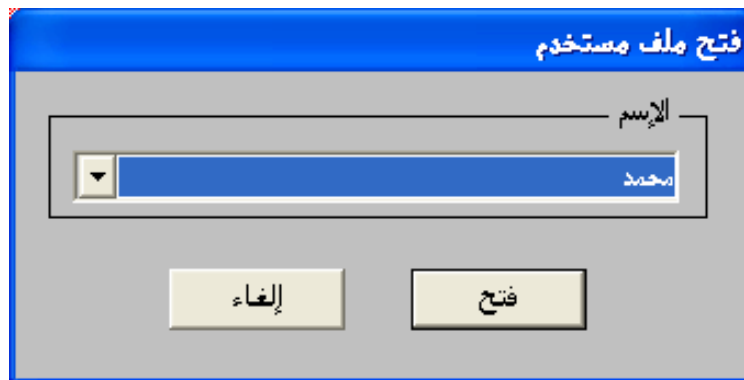 فتح ملف مستخدم
الإسم
محمد
فتح
إلغاء